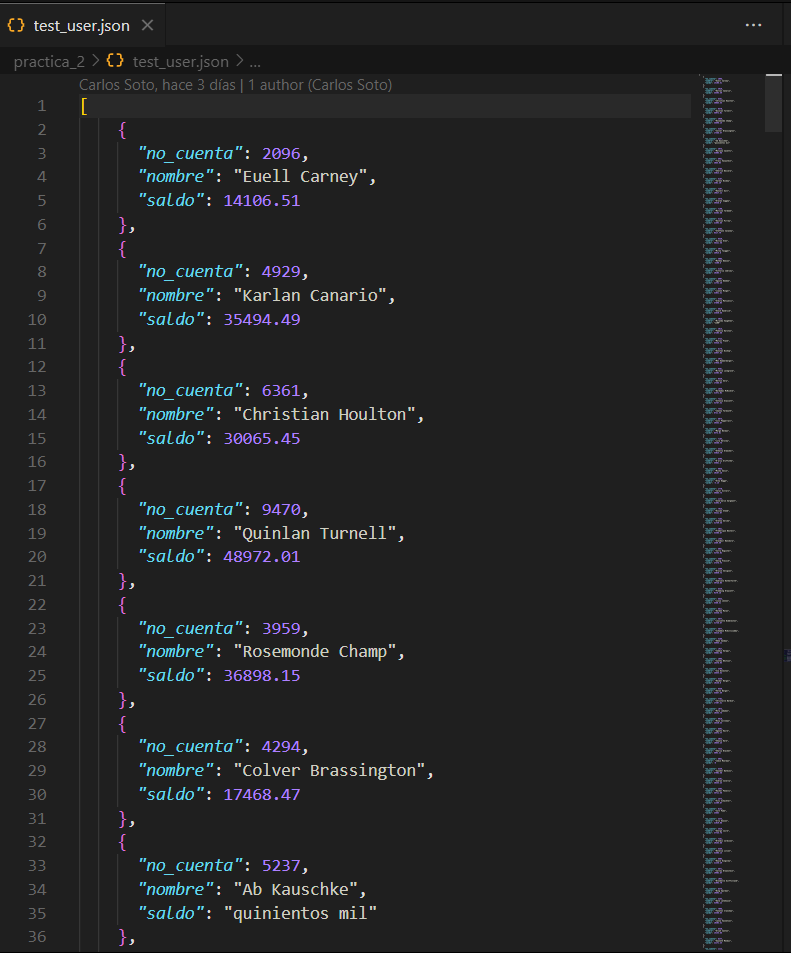 {} test_user.json ×
...
practica_2 > {} test_user.json > ...
Carlos Soto, hace 3 días | 1 author (Carlos Soto)
1 [
2 {
3 "no_cuenta": 2096,
4 "nombre": "Euell Carney",
5 "saldo": 14106.51
6 },
7 {
8 "no_cuenta": 4929,
9 "nombre": "Karlan Canario",
10 "saldo": 35494.49
11 },
12 {
13 "no_cuenta": 6361,
14 "nombre": "Christian Houlton",
15 "saldo": 30065.45
16 },
17 {
18 "no_cuenta": 9470,
19 "nombre": "Quinlan Turnell",
20 "saldo": 48972.01
21 },
22 {
23 "no_cuenta": 3959,
24 "nombre": "Rosemonde Champ",
25 "saldo": 36898.15
26 },
27 {
28 "no_cuenta": 4294,
29 "nombre": "Colver Brassington",
30 "saldo": 17468.47
31 },
32 {
33 "no_cuenta": 5237,
34 "nombre": "Ab Kauschke",
35 "saldo": "quinientos mil"
36 },